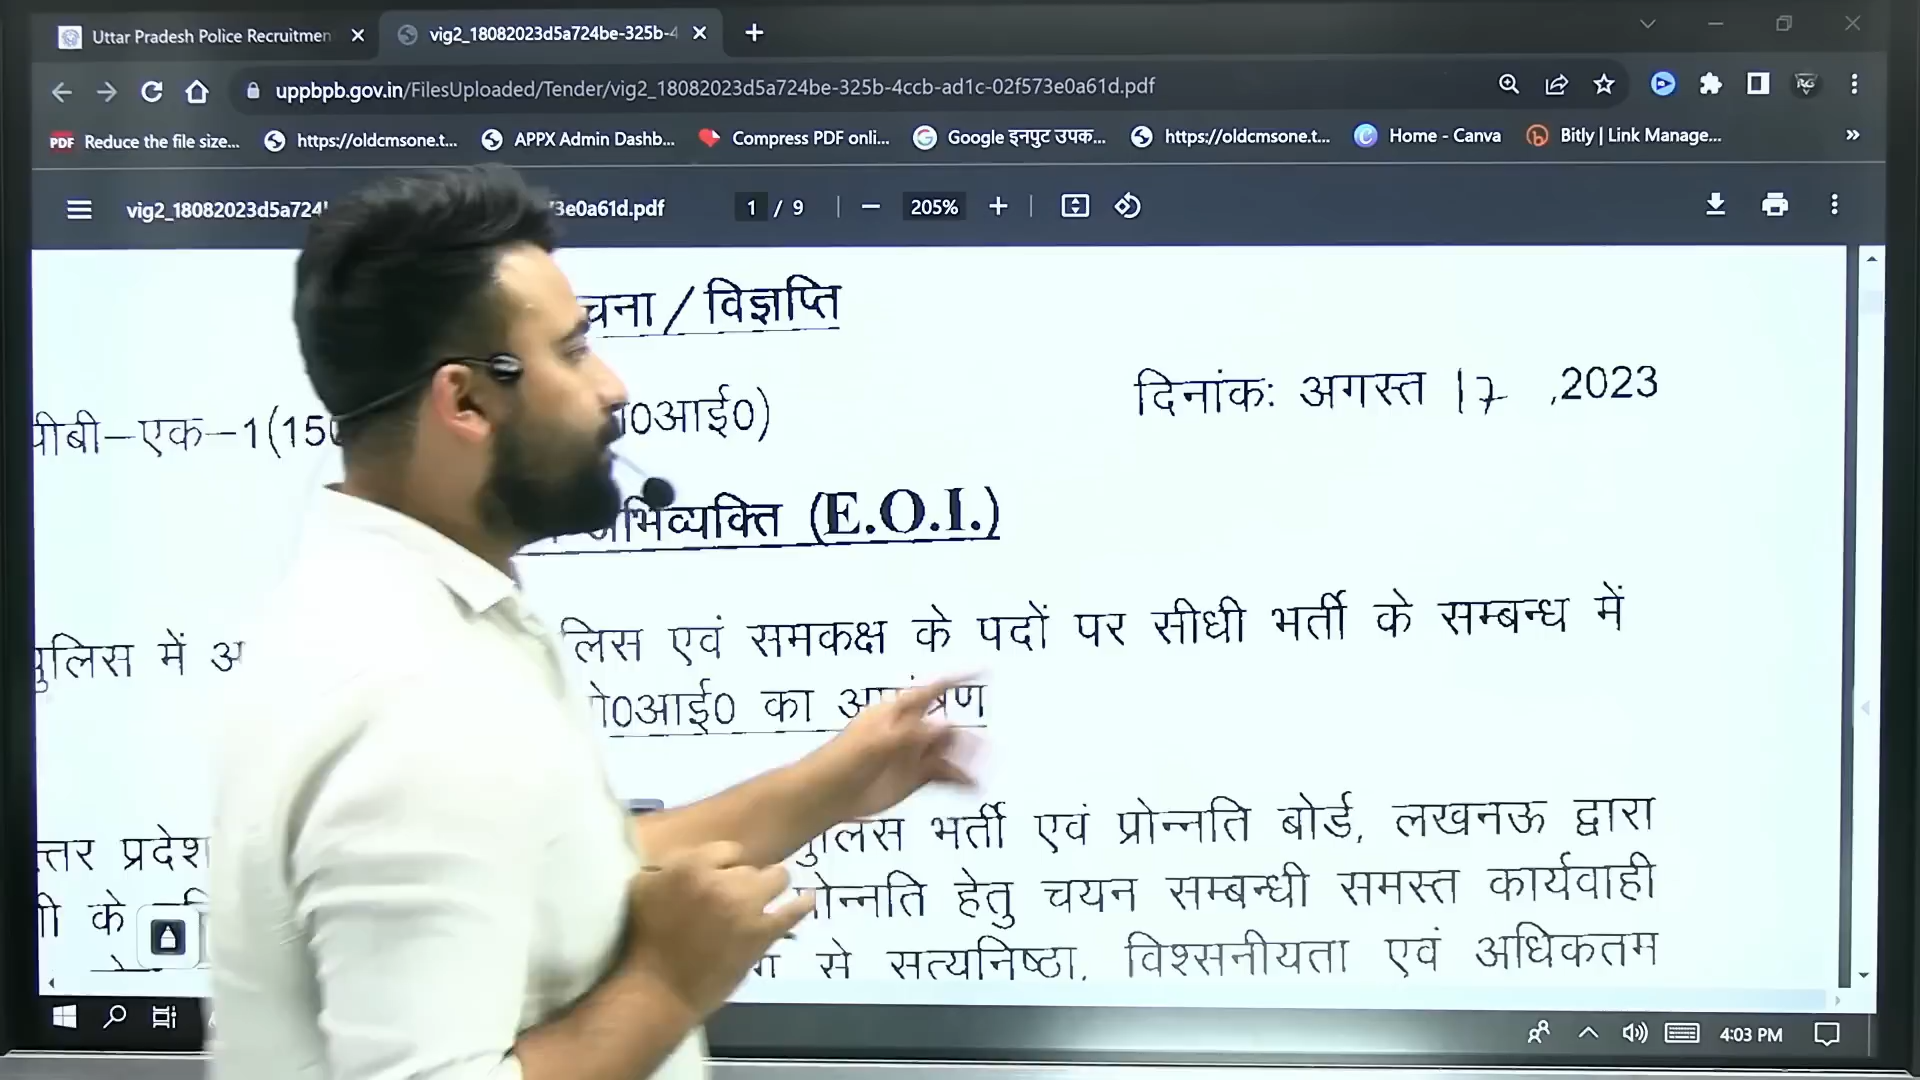 Uttar Pradesh Police Recruitmen
vig2_18082023d5a724be-325b-4
uppbpb.gov.in/FilesUploaded/Tender/vig2_18082023d5a724be-325b-4ccb-ad1c-02f573e0a61d.pdf
PDF Reduce the file size... https://oldcmsone.t... APPX Admin Dashb... Compress PDF onli... Google इनपुट उपक... https://oldcmsone.t... Home - Canva Bitly | Link Manage...
vig2_18082023d5a724 3e0a61d.pdf 1 / 9 205%
चना / विज्ञप्ति
पीबी-एक-1(15 0आई0) दिनांक: अगस्त 17 ,2023
भिव्यक्ति (E.O.I.)
पुलिस में अ लिस एवं समकक्ष के पदों पर सीधी भर्ती के सम्बन्ध में
0आई0 का
त्तर प्रदेश पुलिस भर्ती एवं प्रोन्नति बोर्ड, लखनऊ द्वारा
के ोन्नति हेतु चयन सम्बन्धी समस्त कार्यवाही
से सत्यनिष्ठा, विश्सनीयता एवं अधिकतम
4:03 PM